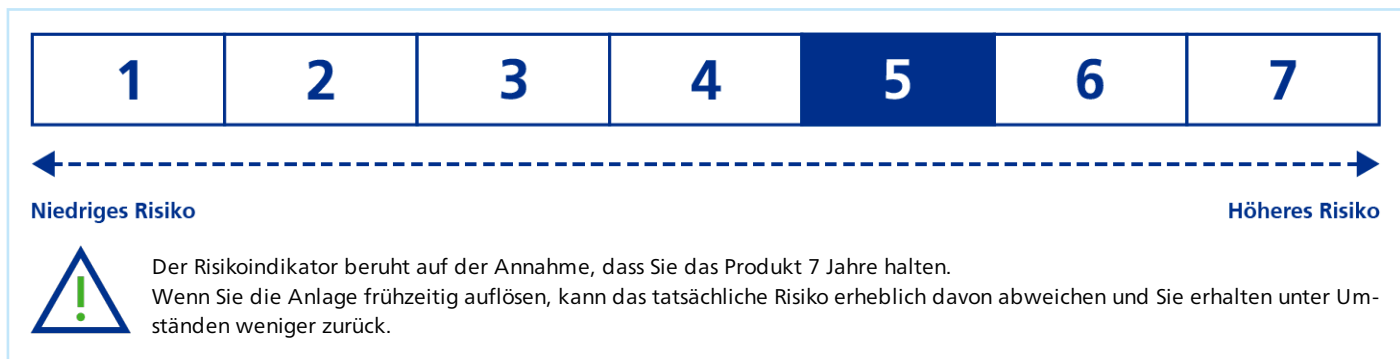 1 2 3 4 5 6 7
Niedriges Risiko Höheres Risiko
Der Risikoindikator beruht auf der Annahme, dass Sie das Produkt 7 Jahre halten.
Wenn Sie die Anlage frühzeitig auflösen, kann das tatsächliche Risiko erheblich davon abweichen und Sie erhalten unter Um-
ständen weniger zurück.